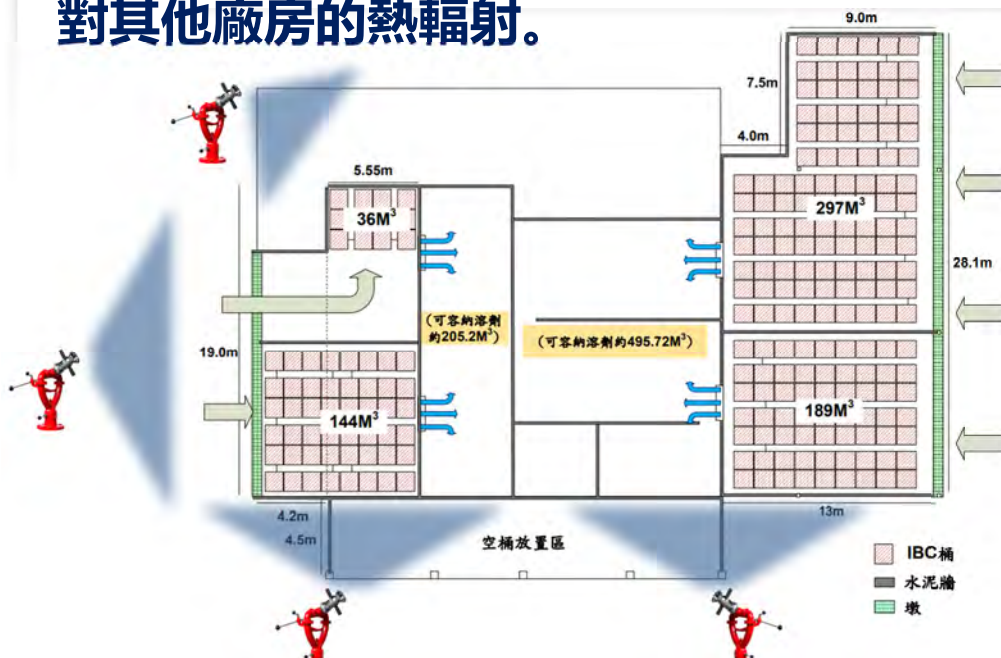 對其他廠房的熱輻射。
9.0m
7.5m
4.0m
5.55m
36M³
297M³
28.1m
(可容納溶劑
約205.2M³)
(可容納溶劑約495.72M³)
19.0m
144M³
189M³
4.2m
13m
4.5m
空桶放置區
IBC桶
水泥牆
墩